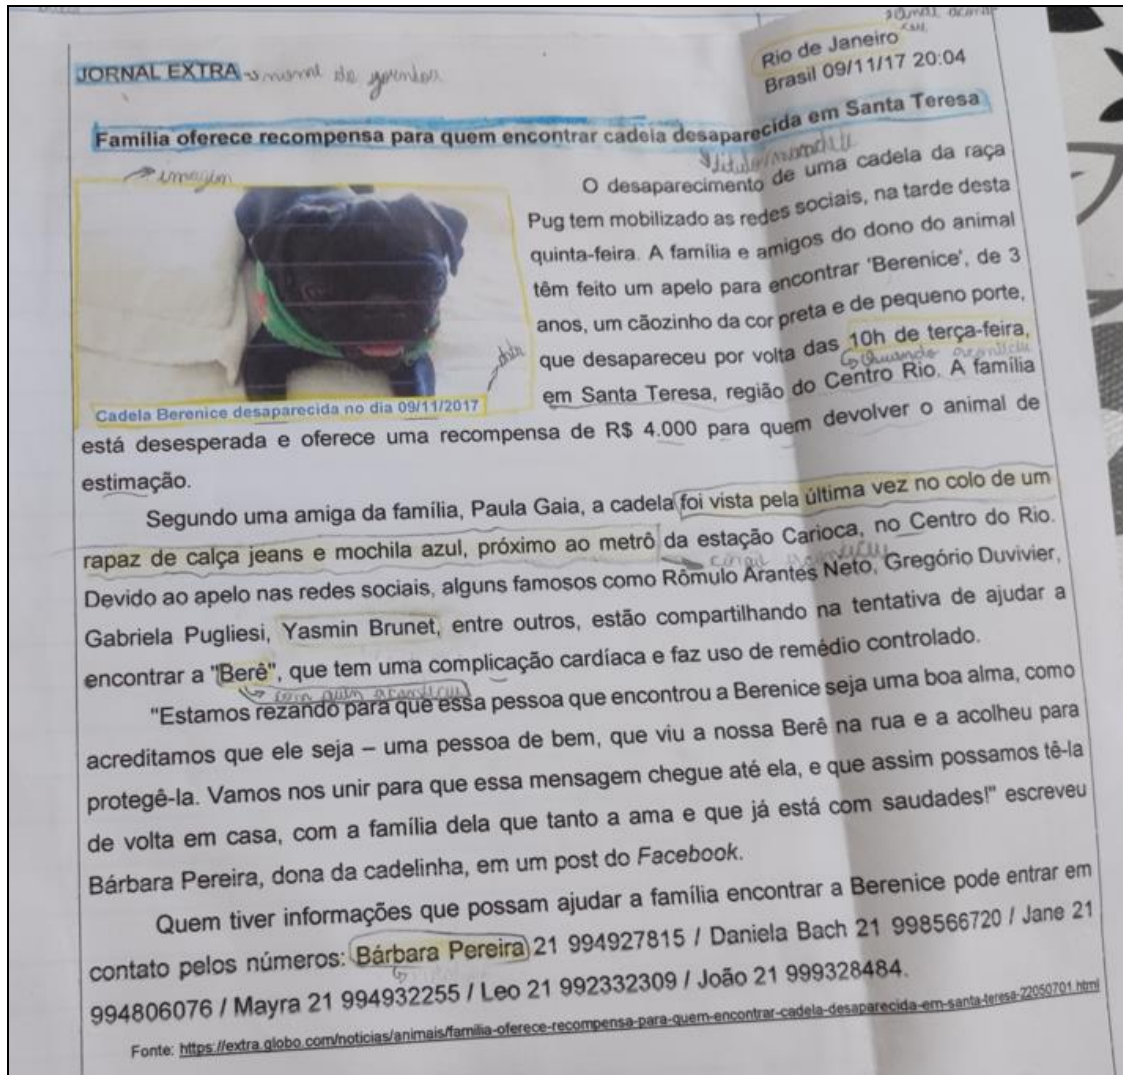 JORNAL EXTRA
Rio de Janeiro
Brasil 09/11/17 20:04
Família oferece recompensa para quem encontrar cadela desaparecida em Santa Teresa
imagem
O desaparecimento de uma cadela da raça
Pug tem mobilizado as redes sociais, na tarde desta
quinta-feira. A família e amigos do dono do animal
têm feito um apelo para encontrar 'Berenice', de 3
anos, um cãozinho da cor preta e de pequeno porte,
que desapareceu por volta das 10h de terça-feira,
Quando aconteceu
data
em Santa Teresa, região do Centro Rio. A família
Cadela Berenice desaparecida no dia 09/11/2017
está desesperada e oferece uma recompensa de R$ 4.000 para quem devolver o animal de
estimação.
Segundo uma amiga da família, Paula Gaia, a cadela foi vista pela última vez no colo de um
rapaz de calça jeans e mochila azul, próximo ao metrô da estação Carioca, no Centro do Rio.
Devido ao apelo nas redes sociais, alguns famosos como Rômulo Arantes Neto, Gregório Duvivier,
Gabriela Pugliesi, Yasmin Brunet, entre outros, estão compartilhando na tentativa de ajudar a
encontrar a "Berê", que tem uma complicação cardíaca e faz uso de remédio controlado.
com quem aconteceu
"Estamos rezando para que essa pessoa que encontrou a Berenice seja uma boa alma, como
acreditamos que ele seja – uma pessoa de bem, que viu a nossa Berê na rua e a acolheu para
protegê-la. Vamos nos unir para que essa mensagem chegue até ela, e que assim possamos tê-la
de volta em casa, com a família dela que tanto a ama e que já está com saudades!" escreveu
Bárbara Pereira, dona da cadelinha, em um post do Facebook.
Quem tiver informações que possam ajudar a família encontrar a Berenice pode entrar em
contato pelos números: Bárbara Pereira 21 994927815 / Daniela Bach 21 998566720 / Jane 21
994806076 / Mayra 21 994932255 / Leo 21 992332309 / João 21 999328484.
Fonte: https://extra.globo.com/noticias/animais/familia-oferece-recompensa-para-quem-encontrar-cadela-desaparecida-em-santa-teresa-22050701.html